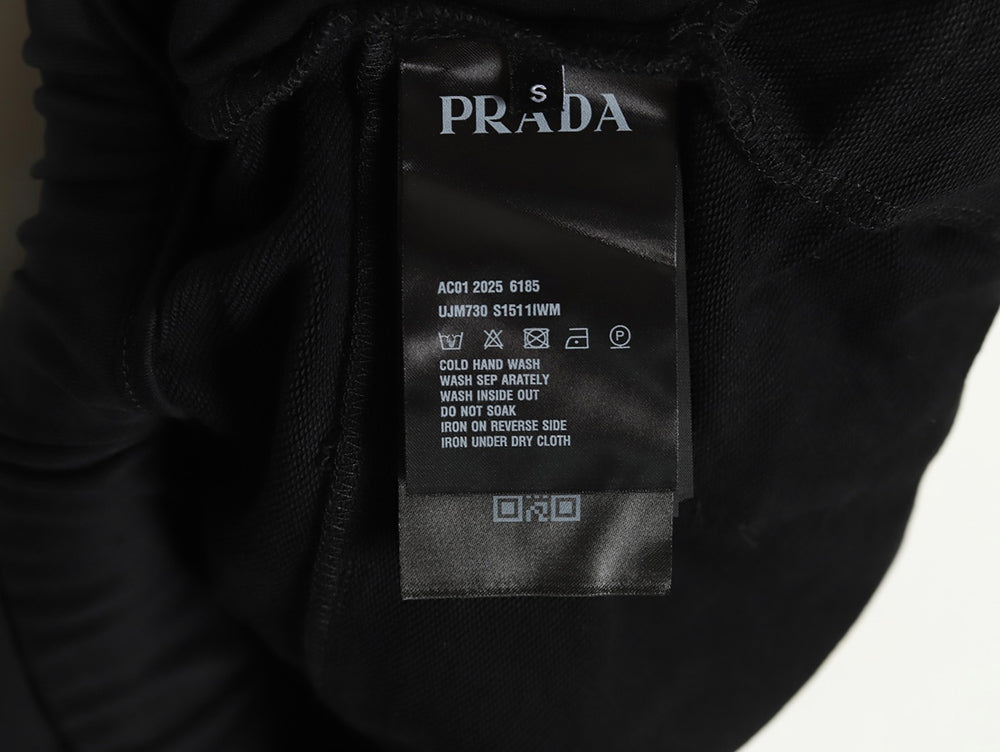 S
PRADA
AC01 2025 6185
UJM730 S1511IWM
P
COLD HAND WASH
WASH SEP ARATELY
WASH INSIDE OUT
DO NOT SOAK
IRON ON REVERSE SIDE
IRON UNDER DRY CLOTH